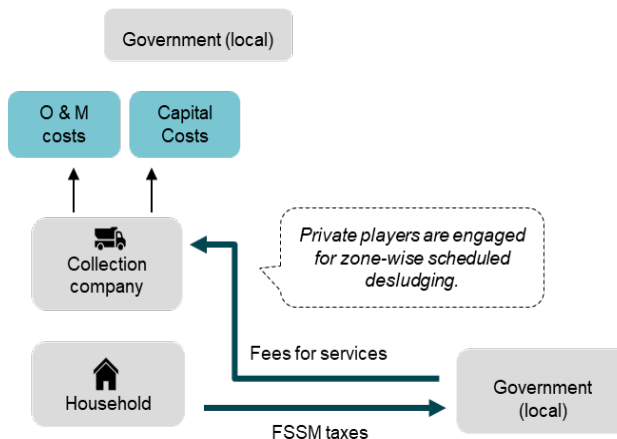 Government (local)
O & M
costs
Capital
Costs
Collection
company
Private players are engaged
for zone-wise scheduled
desludging.
Fees for services
Household
Government
(local)
FSSM taxes